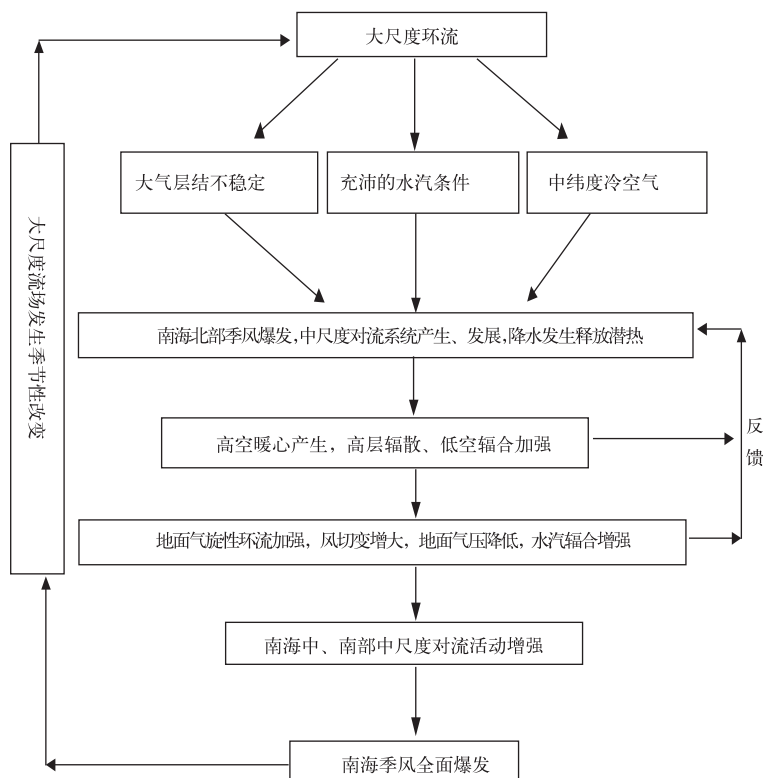 大尺度环流
大气层结不稳定
充沛的水汽条件
中纬度冷空气
大尺度流场发生季节性改变
南海北部季风爆发,中尺度对流系统产生、发展,降水发生释放潜热
高空暖心产生，高层辐散、低空辐合加强
反馈
地面气旋性环流加强，风切变增大，地面气压降低，水汽辐合增强
南海中、南部中尺度对流活动增强
南海季风全面爆发